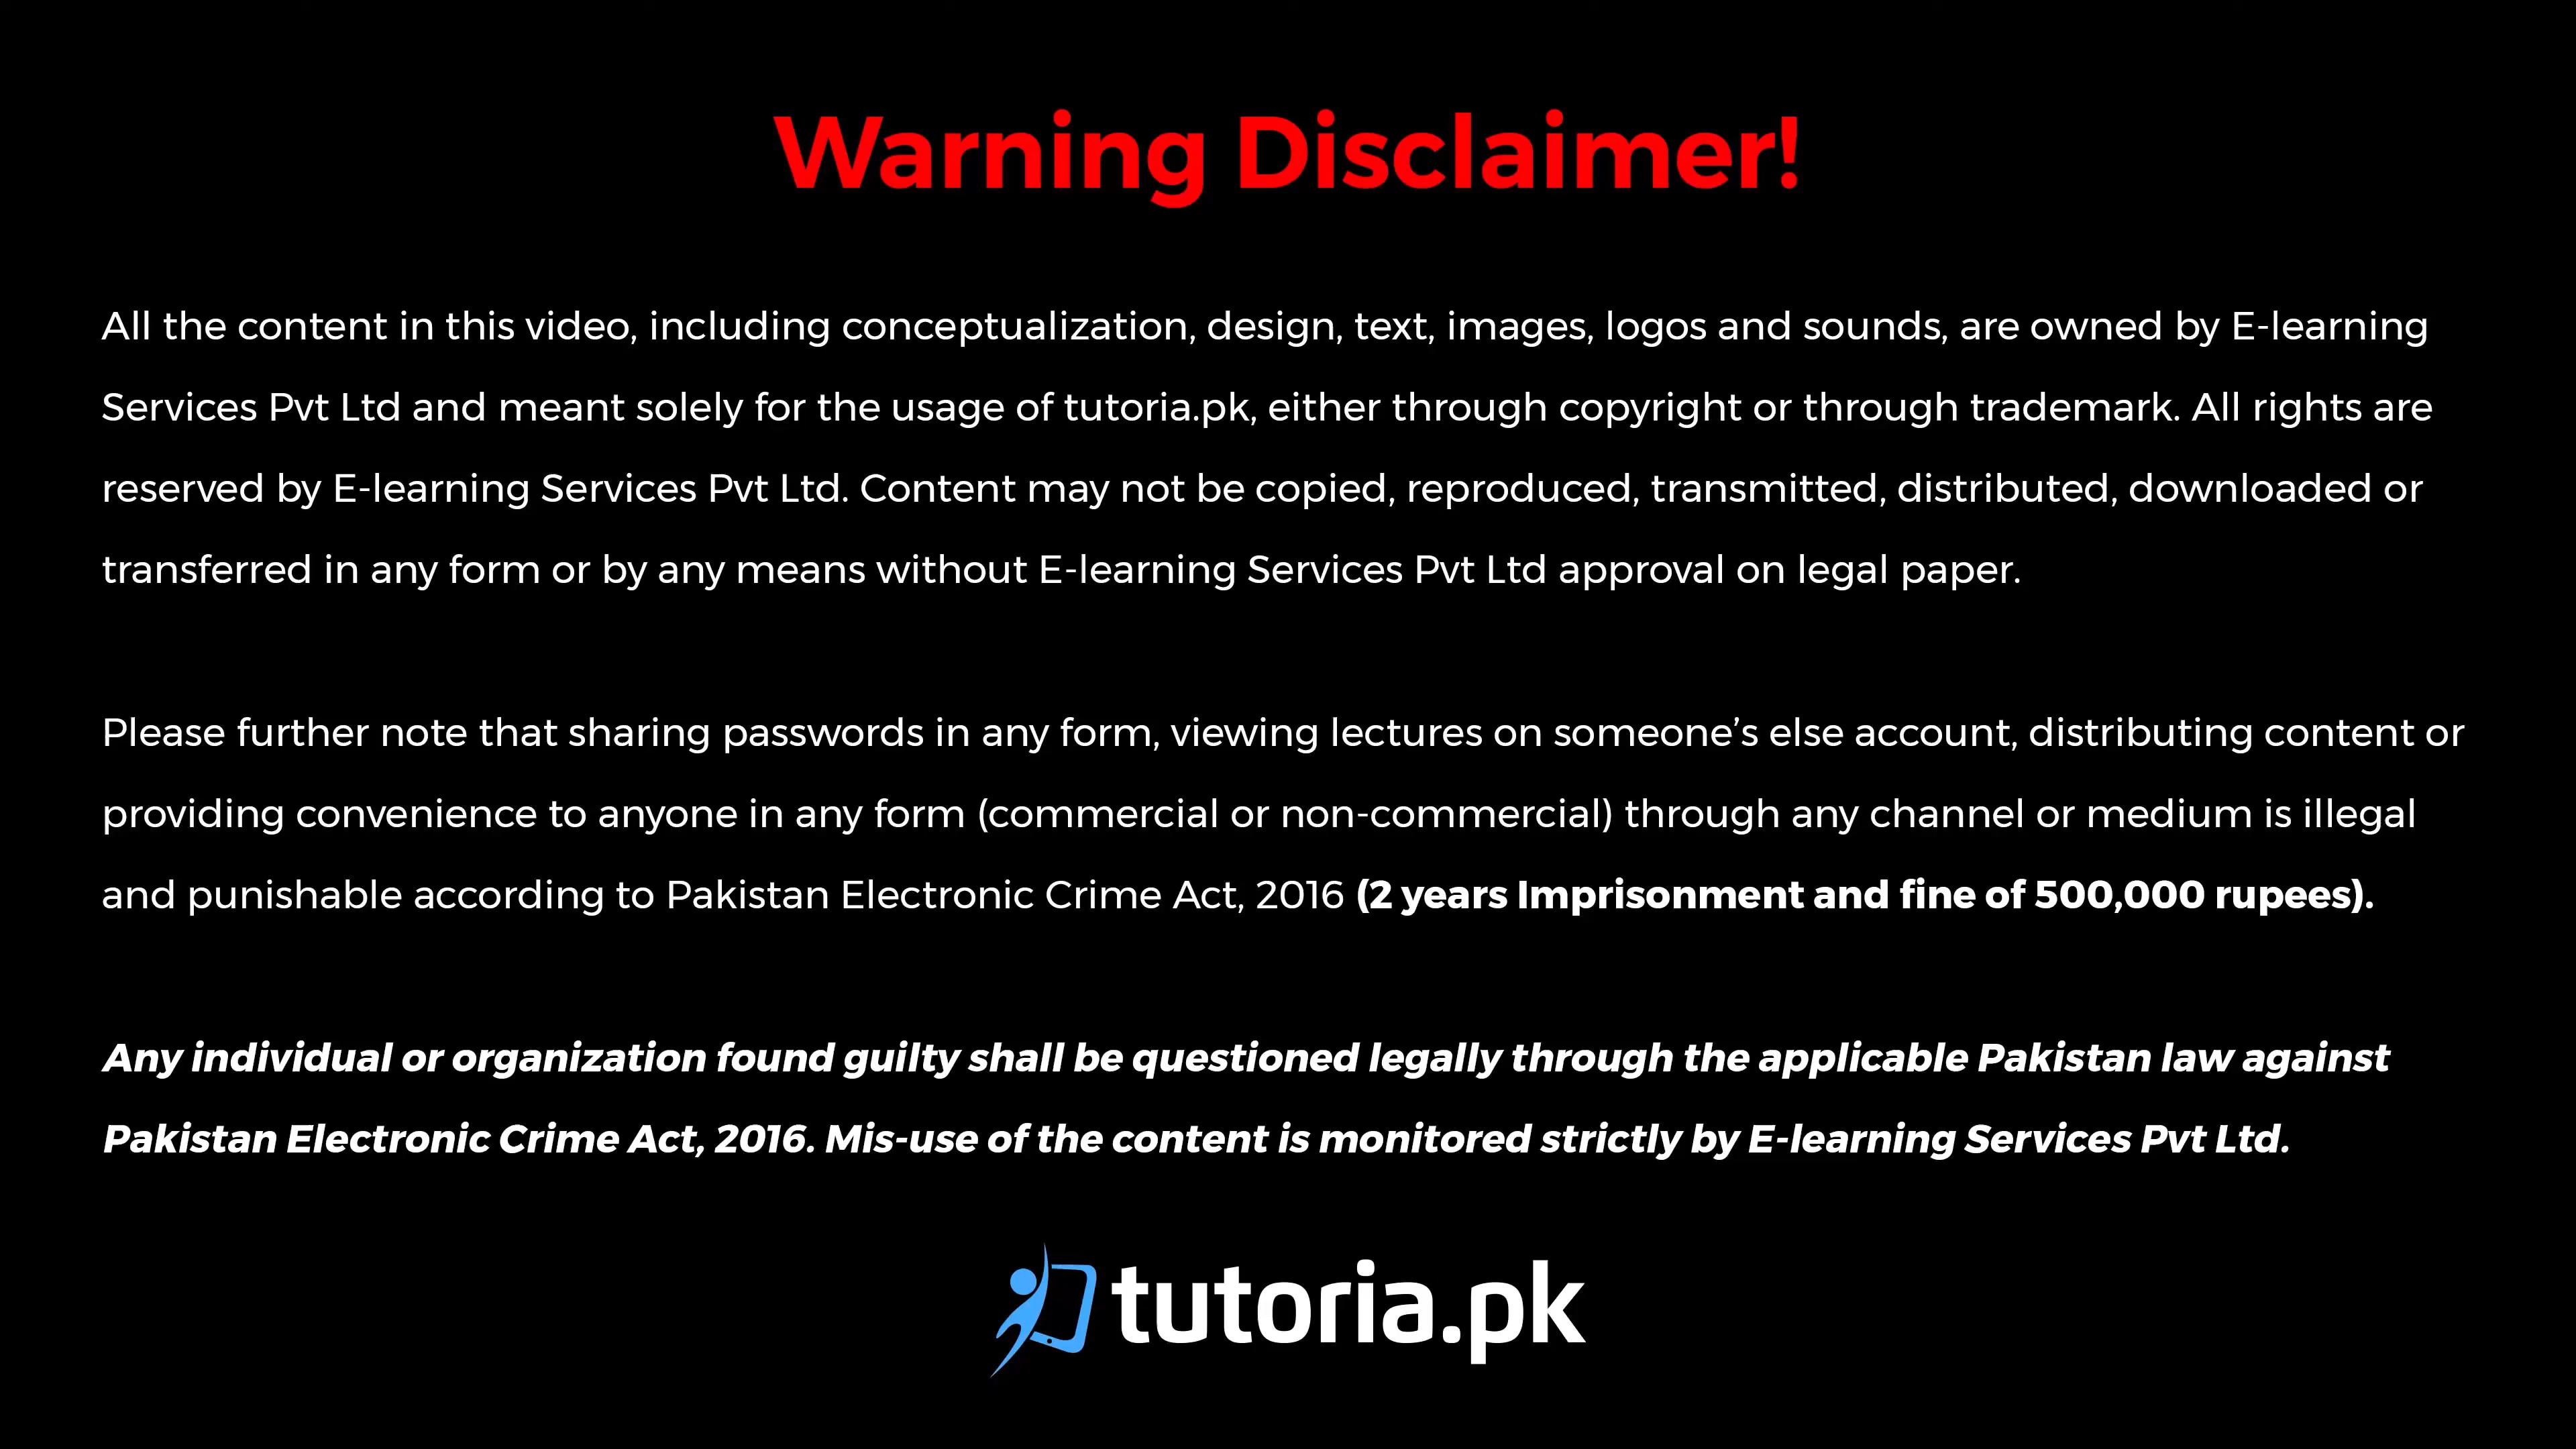 Warning Disclaimer!
All the content in this video, including conceptualization, design, text, images, logos and sounds, are owned by E-learning
Services Pvt Ltd and meant solely for the usage of tutoria.pk, either through copyright or through trademark. All rights are
reserved by E-learning Services Pvt Ltd. Content may not be copied, reproduced, transmitted, distributed, downloaded or
transferred in any form or by any means without E-learning Services Pvt Ltd approval on legal paper.
Please further note that sharing passwords in any form, viewing lectures on someone’s else account, distributing content or
providing convenience to anyone in any form (commercial or non-commercial) through any channel or medium is illegal
and punishable according to Pakistan Electronic Crime Act, 2016 (2 years Imprisonment and fine of 500,000 rupees).
Any individual or organization found guilty shall be questioned legally through the applicable Pakistan law against
Pakistan Electronic Crime Act, 2016. Mis-use of the content is monitored strictly by E-learning Services Pvt Ltd.
tutoria.pk